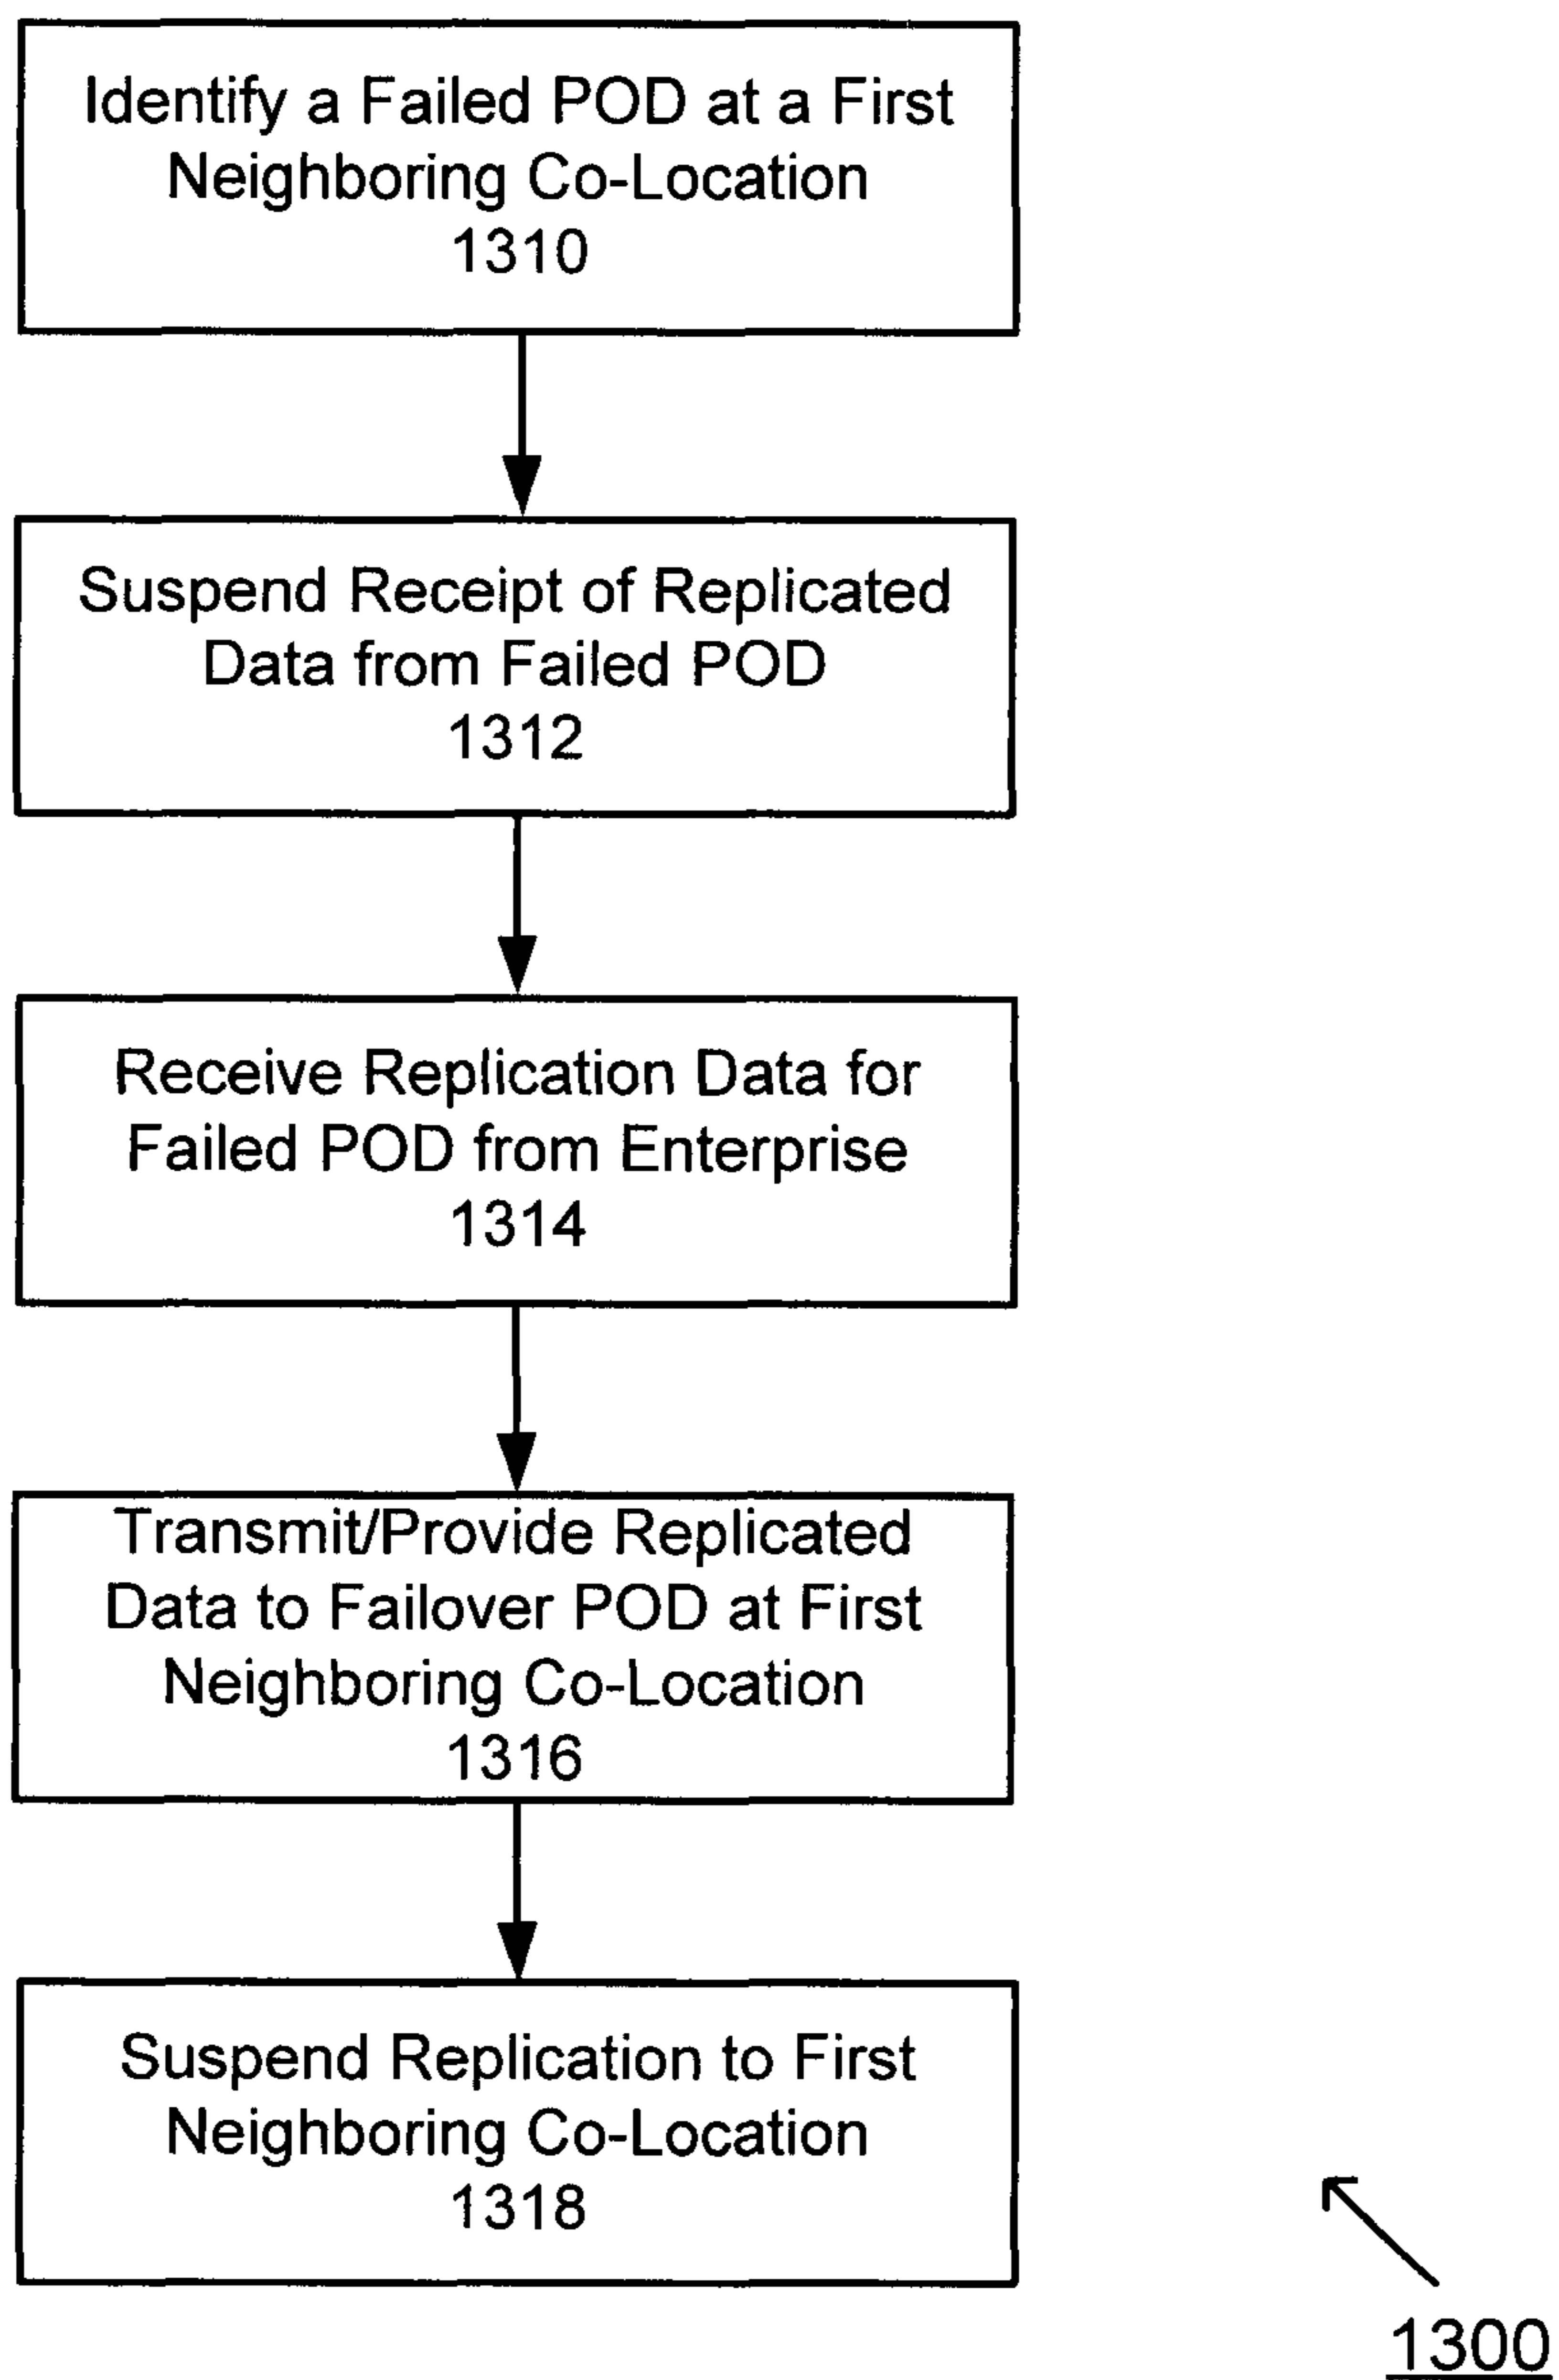 Identify a Failed POD at a First
Neighboring Co-Location
1310
Suspend Receipt of Replicated
Data from Failed POD
1312
Receive Replication Data for
Failed POD from Enterprise
1314
Transmit/Provide Replicated
Data to Failover POD at First
Neighboring Co-Location
1316
Suspend Replication to First
Neighboring Co-Location
1318
1300